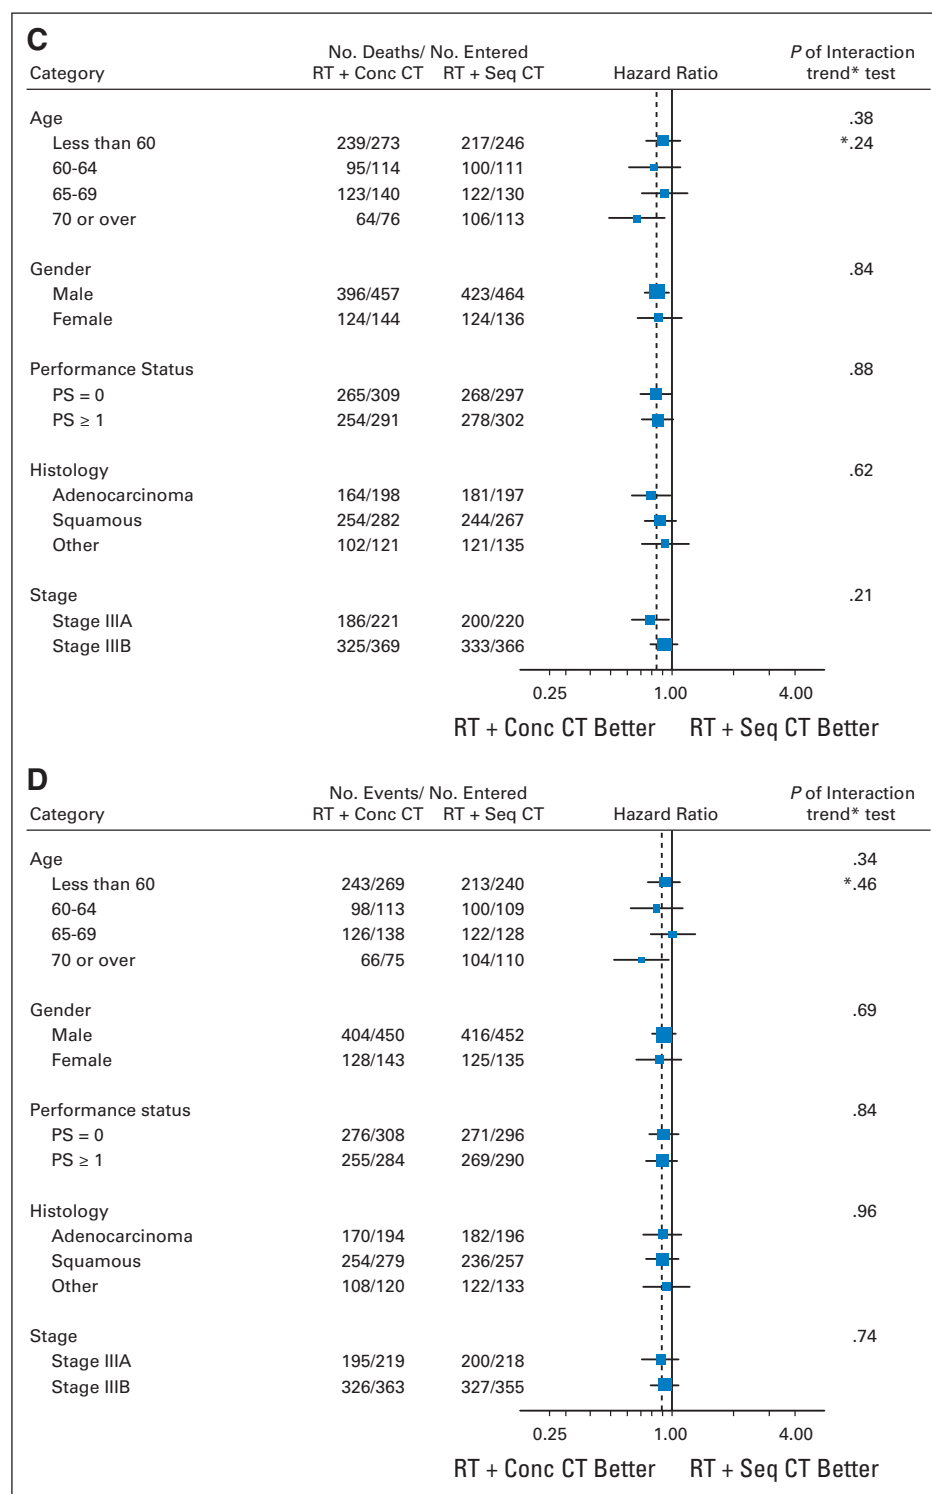 C
No. Deaths/ No. Entered P of Interaction
Category RT + Conc CT RT + Seq CT Hazard Ratio trend* test
Age .38
Less than 60 239/273 217/246 *.24
60-64 95/114 100/111
65-69 123/140 122/130
70 or over 64/76 106/113
Gender .84
Male 396/457 423/464
Female 124/144 124/136
Performance Status .88
PS = 0 265/309 268/297
PS ≥ 1 254/291 278/302
Histology .62
Adenocarcinoma 164/198 181/197
Squamous 254/282 244/267
Other 102/121 121/135
Stage .21
Stage IIIA 186/221 200/220
Stage IIIB 325/369 333/366
0.25 1.00 4.00
RT + Conc CT Better RT + Seq CT Better
D
No. Events/ No. Entered P of Interaction
Category RT + Conc CT RT + Seq CT Hazard Ratio trend* test
Age .34
Less than 60 243/269 213/240 *.46
60-64 98/113 100/109
65-69 126/138 122/128
70 or over 66/75 104/110
Gender .69
Male 404/450 416/452
Female 128/143 125/135
Performance status .84
PS = 0 276/308 271/296
PS ≥ 1 255/284 269/290
Histology .96
Adenocarcinoma 170/194 182/196
Squamous 254/279 236/257
Other 108/120 122/133
Stage .74
Stage IIIA 195/219 200/218
Stage IIIB 326/363 327/355
0.25 1.00 4.00
RT + Conc CT Better RT + Seq CT Better